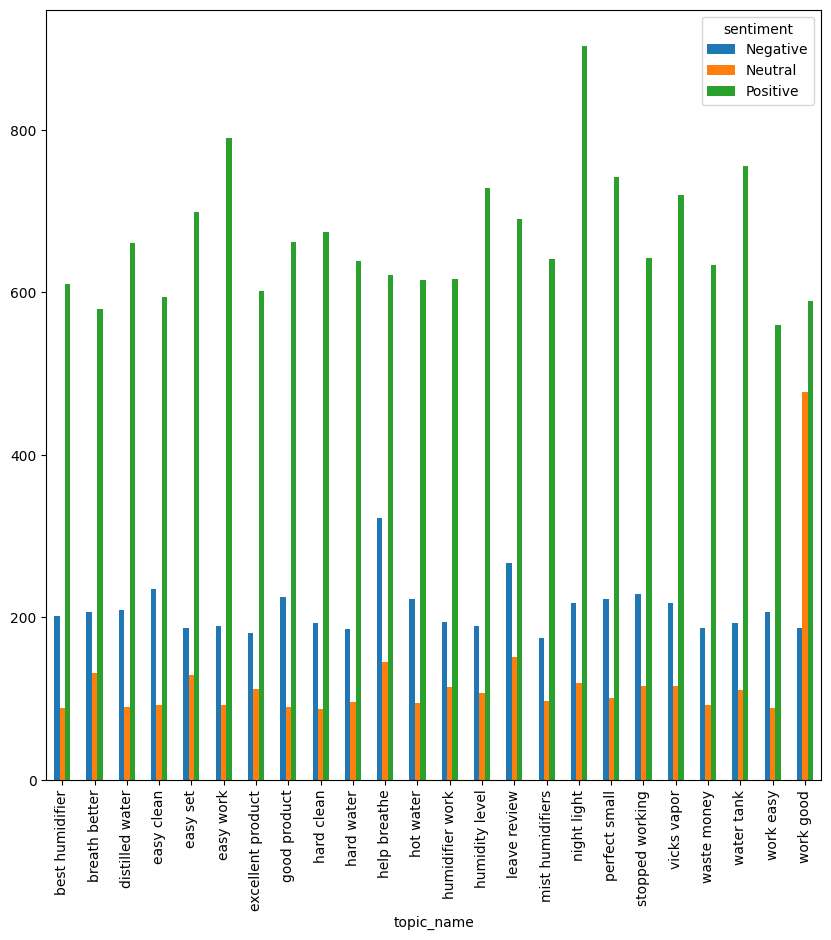 sentiment
Negative
Neutral
Positive
800
600
400
200
0
best humidifier
breath better
distilled water
easy clean
easy set
easy work
excellent product
good product
hard clean
hard water
help breathe
hot water
humidifier work
humidity level
leave review
mist humidifiers
night light
perfect small
stopped working
vicks vapor
waste money
water tank
work easy
work good
topic_name